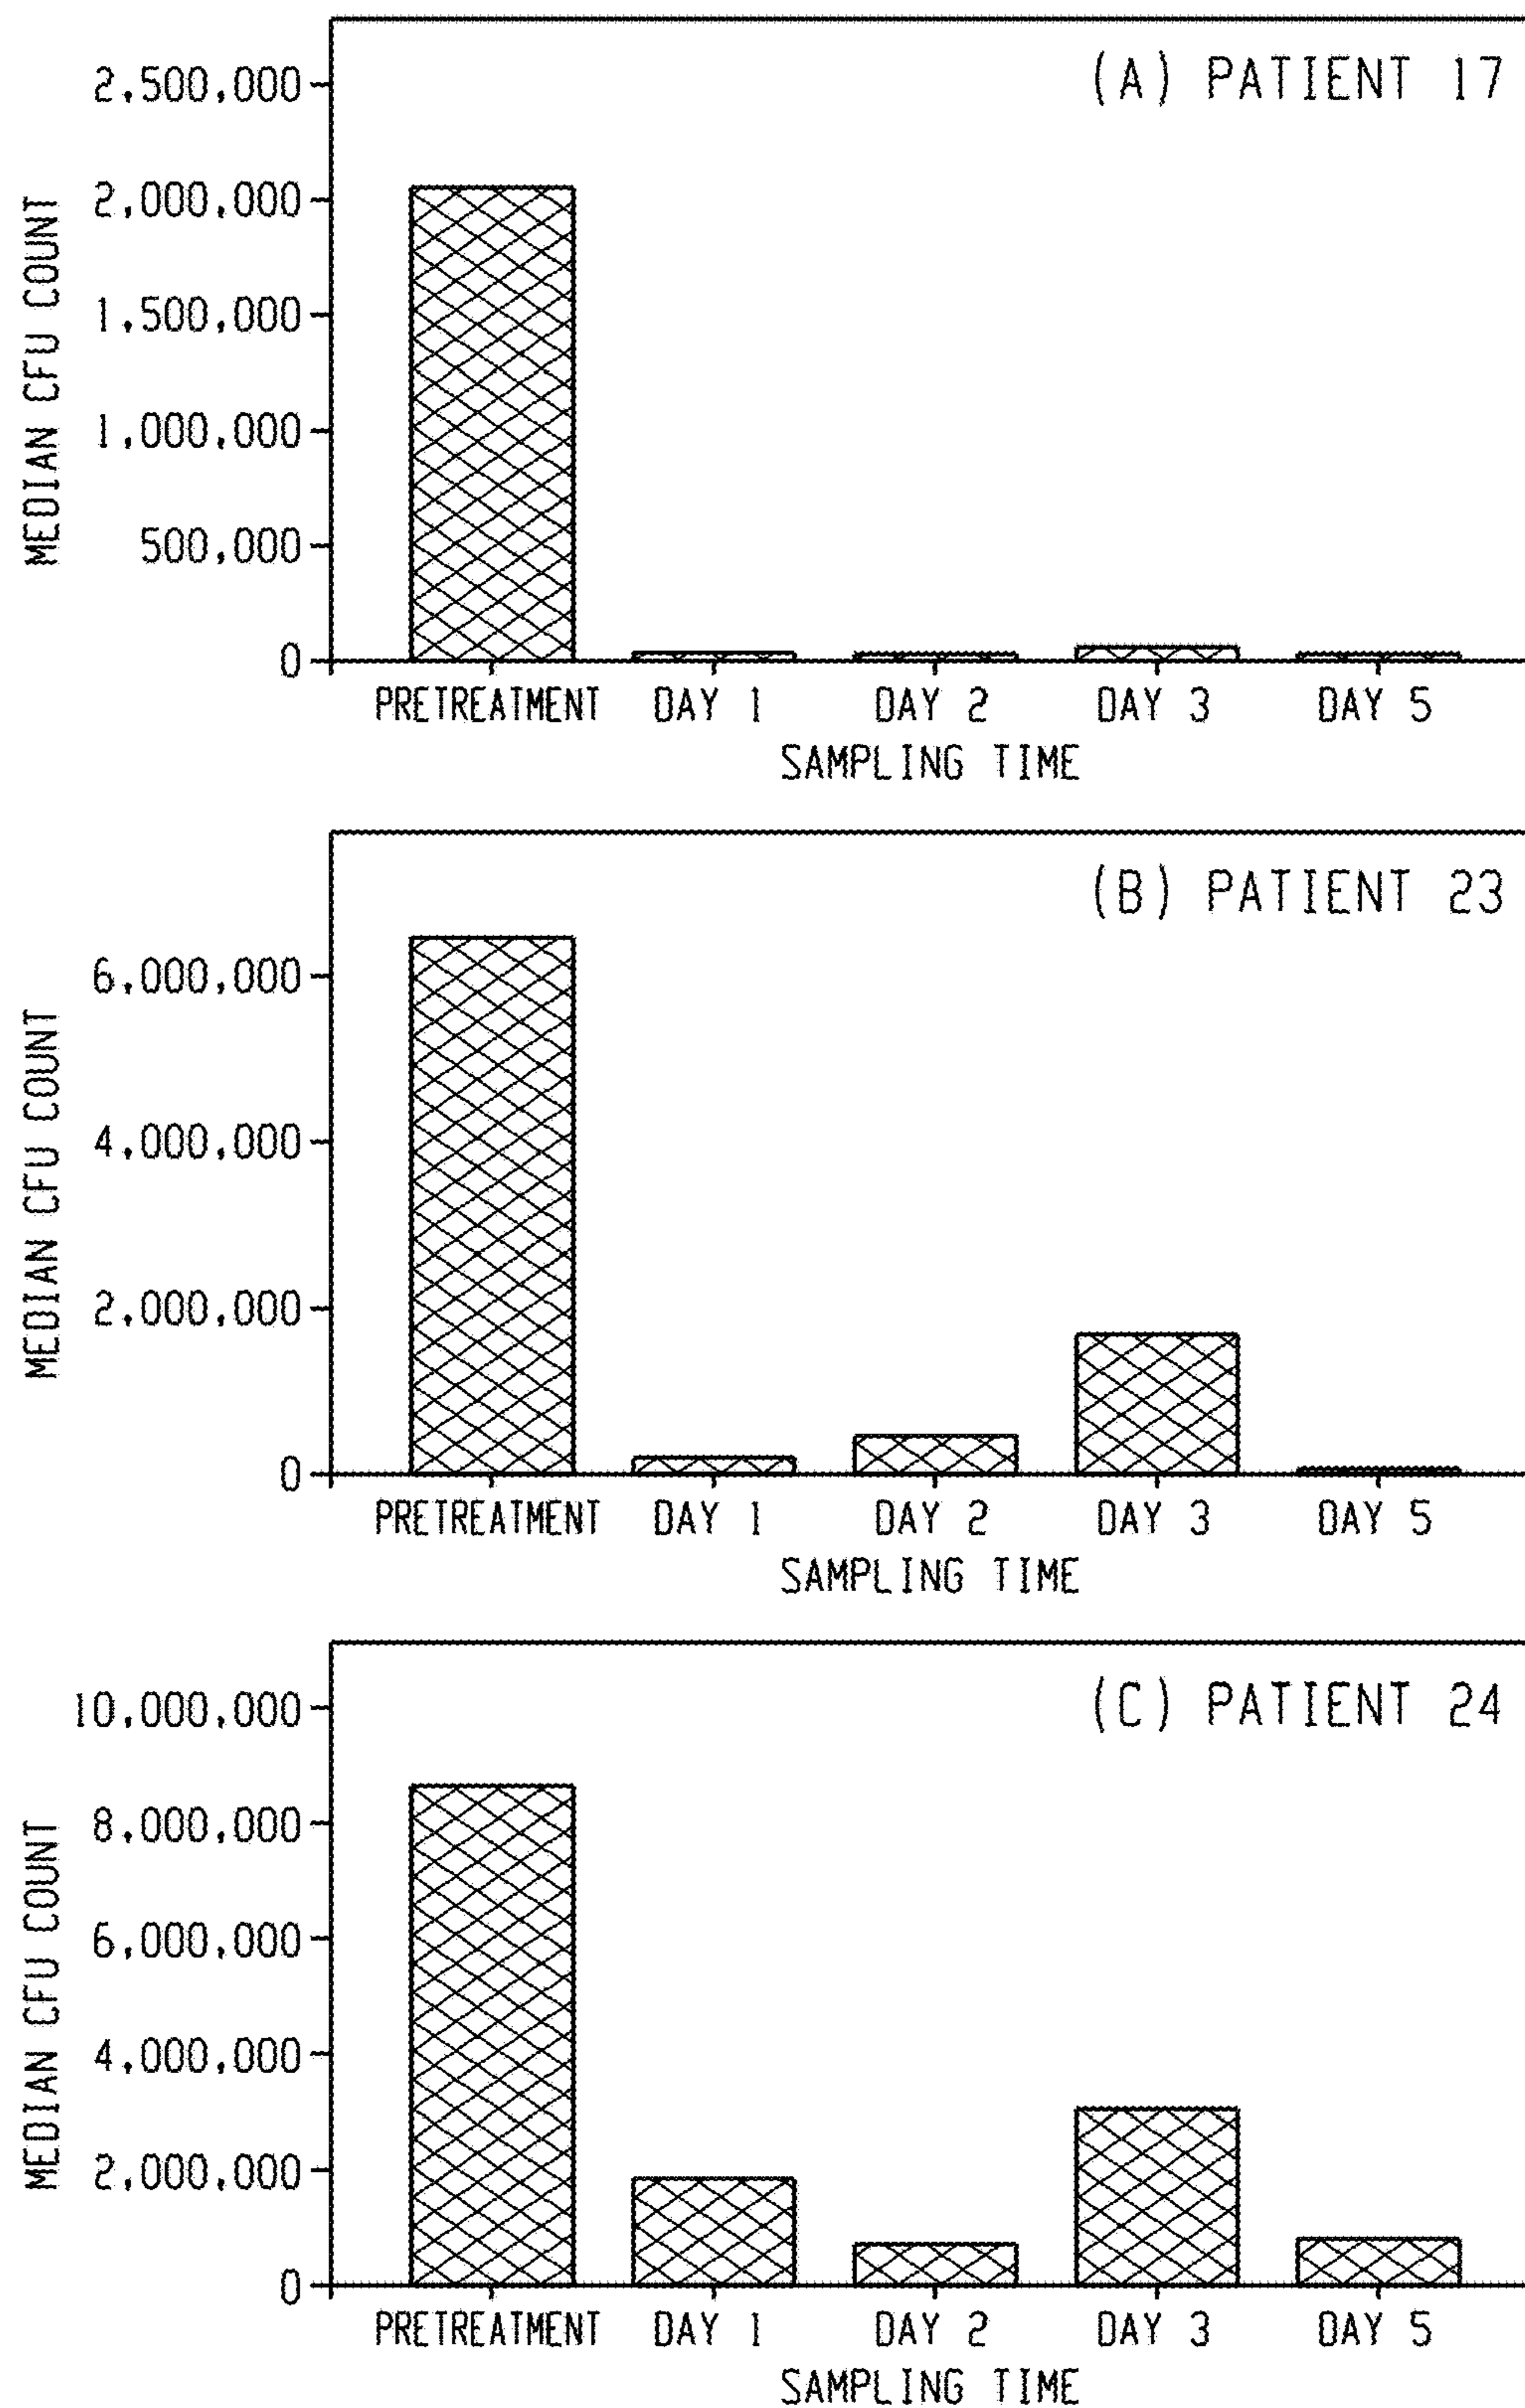 (A) PATIENT 17
MEDIAN CFU COUNT
2,500,000
2,000,000
1,500,000
1,000,000
500,000
0
PRETREATMENT DAY 1 DAY 2 DAY 3 DAY 5
SAMPLING TIME
(B) PATIENT 23
MEDIAN CFU COUNT
6,000,000
4,000,000
2,000,000
0
PRETREATMENT DAY 1 DAY 2 DAY 3 DAY 5
SAMPLING TIME
(C) PATIENT 24
MEDIAN CFU COUNT
10,000,000
8,000,000
6,000,000
4,000,000
2,000,000
0
PRETREATMENT DAY 1 DAY 2 DAY 3 DAY 5
SAMPLING TIME